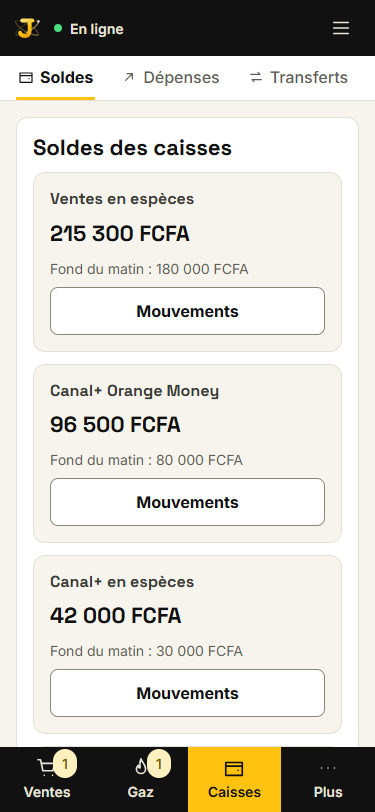 J
En ligne
Soldes
Dépenses
Transferts
Soldes des caisses
Ventes en espèces
215 300 FCFA
Fond du matin : 180 000 FCFA
Mouvements
Canal+ Orange Money
96 500 FCFA
Fond du matin : 80 000 FCFA
Mouvements
Canal+ en espèces
42 000 FCFA
Fond du matin : 30 000 FCFA
Mouvements
1
1
Ventes
Gaz
Caisses
Plus